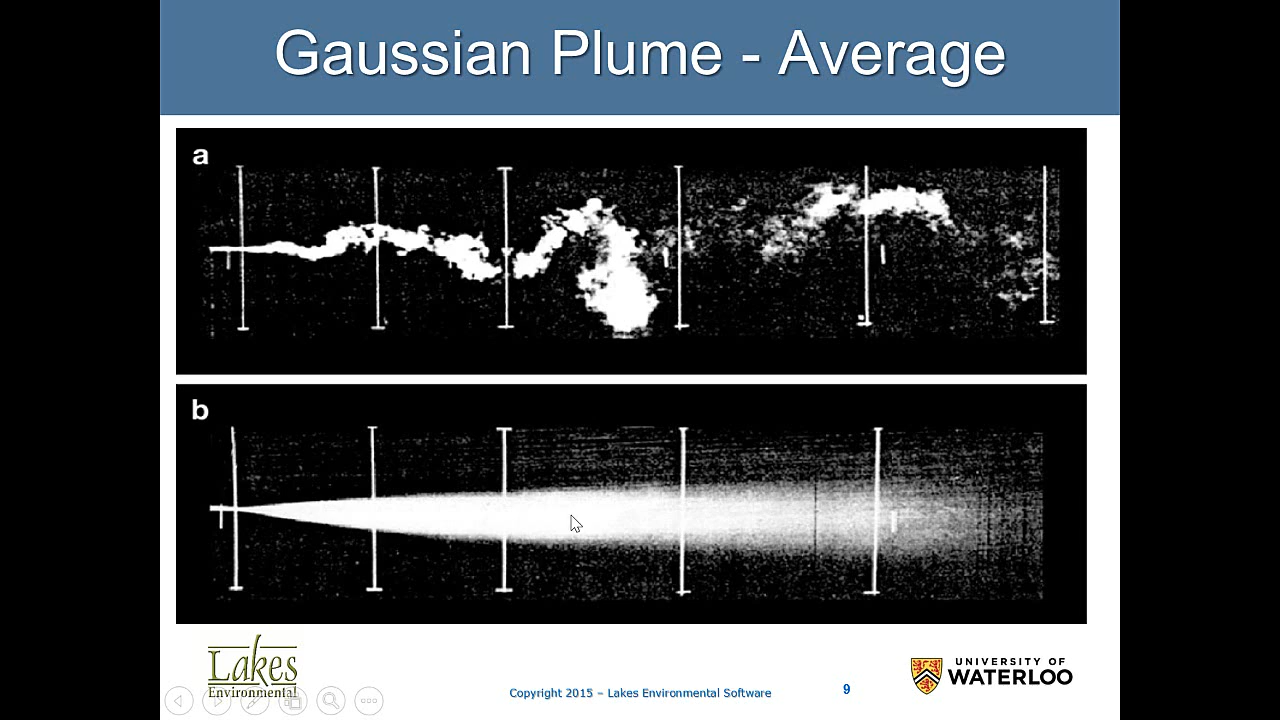 Gaussian Plume - Average
a
b
Lakes
Environmental
Copyright 2015 – Lakes Environmental Software
9
UNIVERSITY OF
WATERLOO